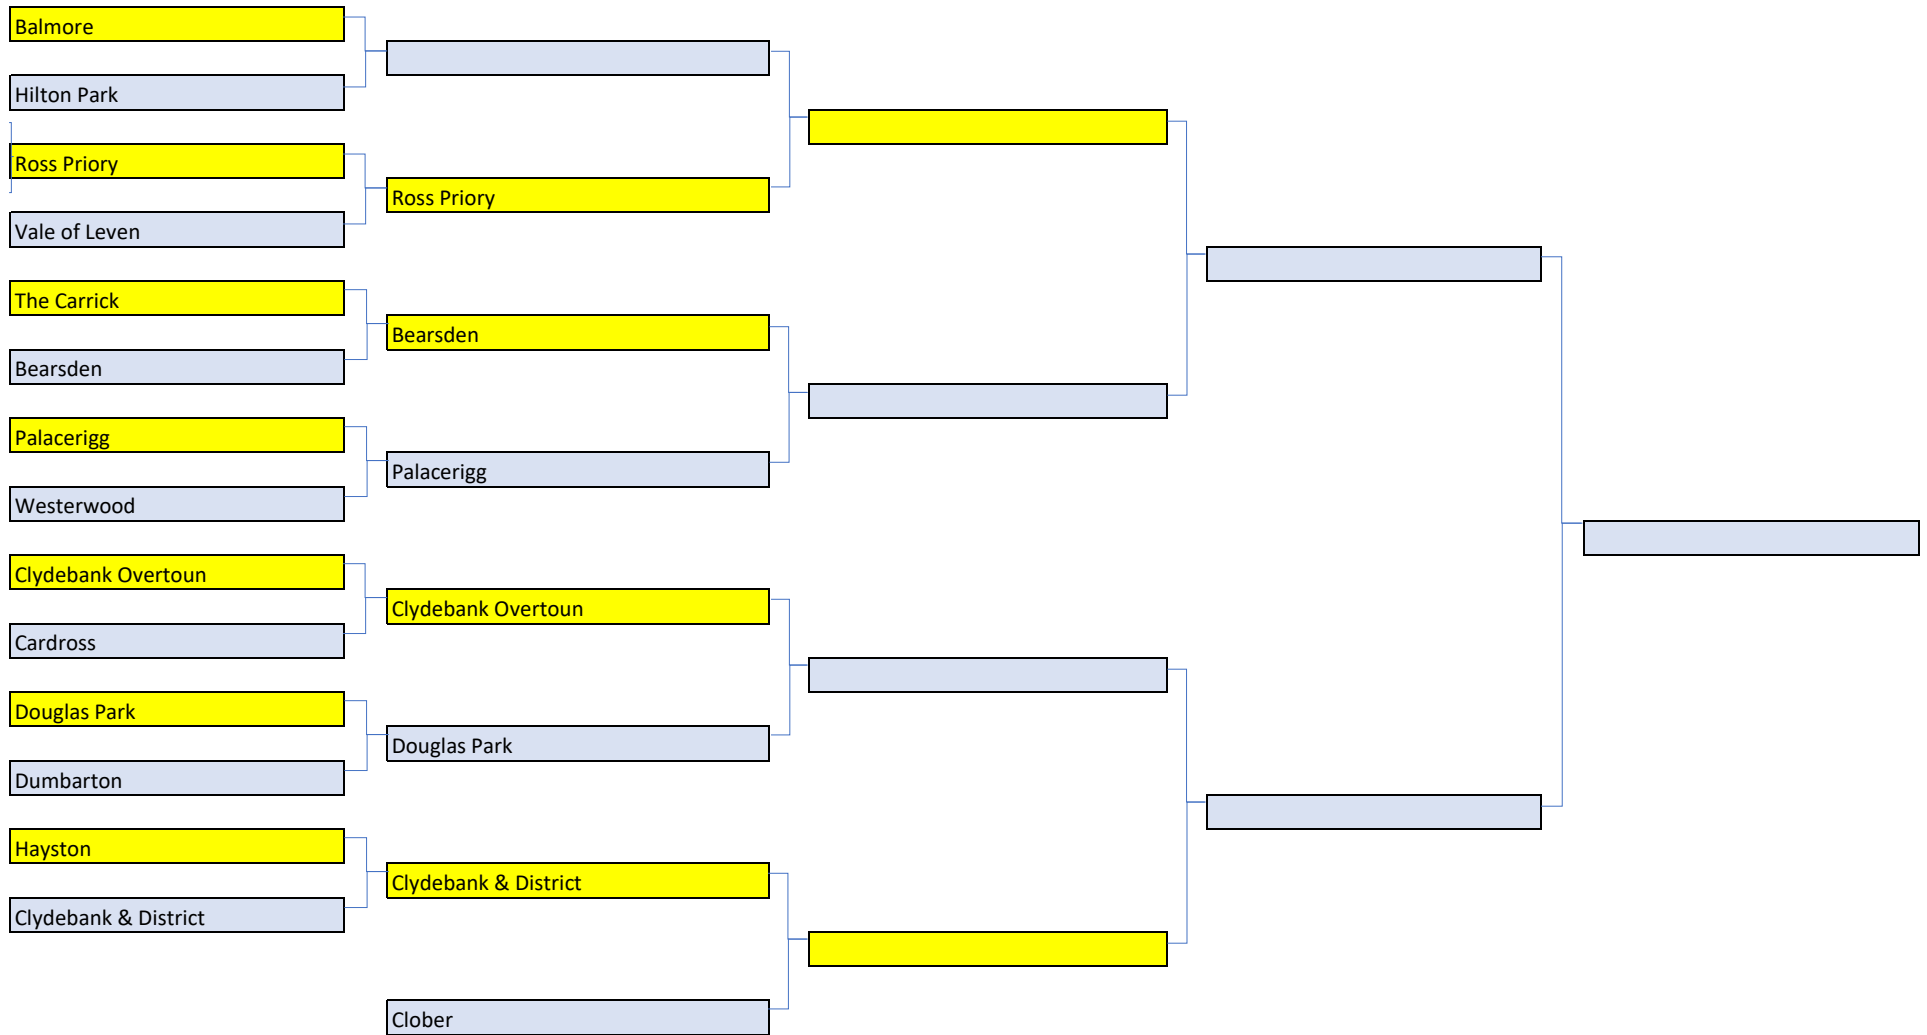 Balmore
Hilton Park
Ross Priory
Vale of Leven
The Carrick
Bearsden
Palacerigg
Westerwood
Clydebank Overtoun
Cardross
Douglas Park
Dumbarton
Hayston
Clydebank & District
Ross Priory
Bearsden
Palacerigg
Clydebank Overtoun
Douglas Park
Clydebank & District
Clober